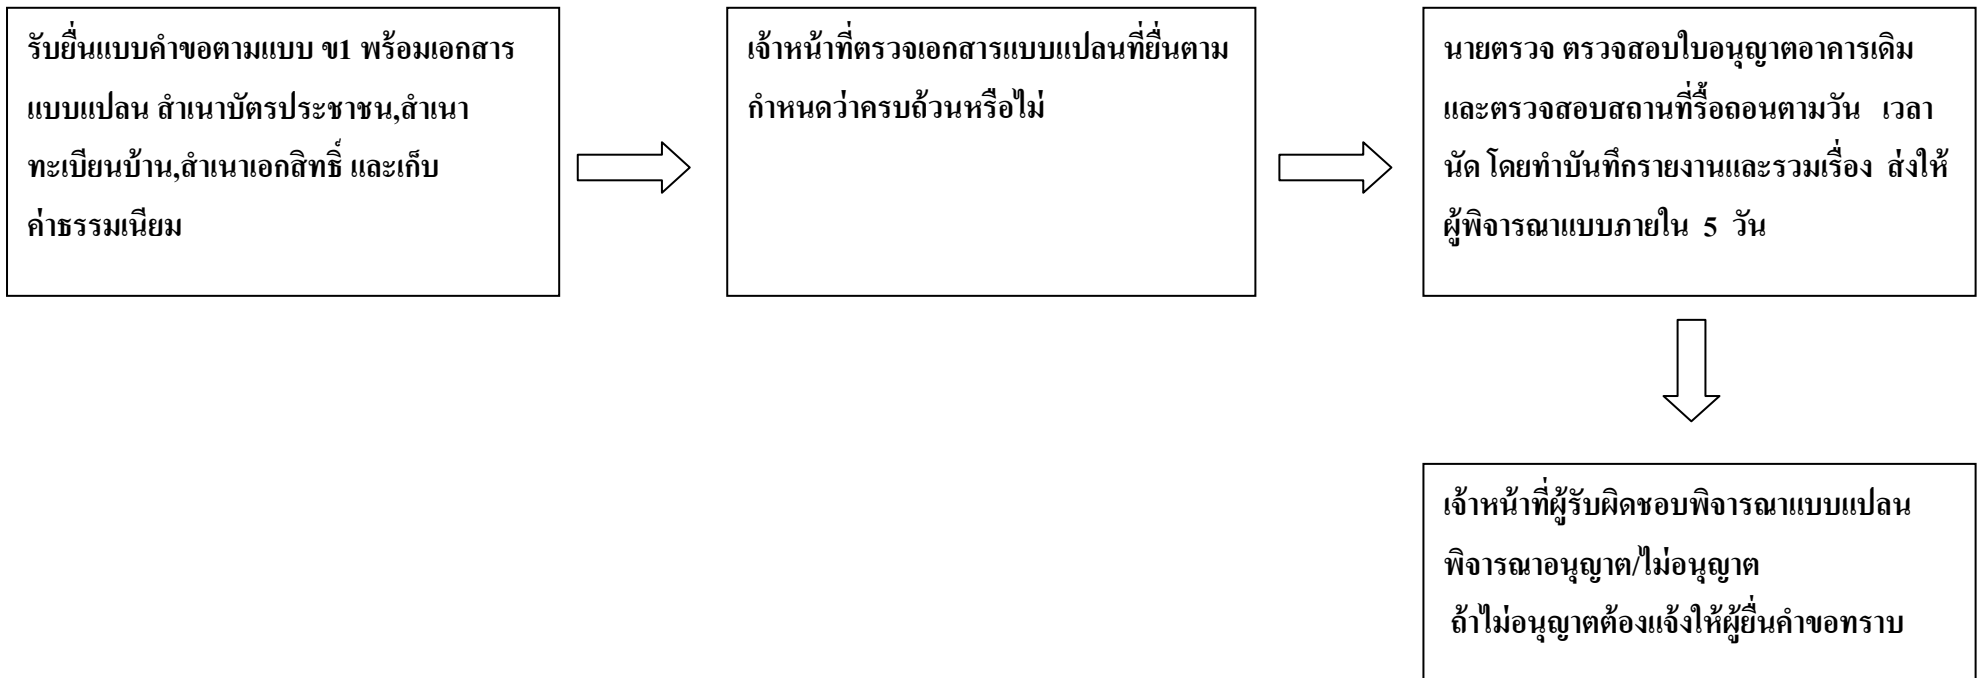 รับยื่นแบบคำขอตามแบบ ข1 พร้อมเอกสาร
แบบแปลน สำเนาบัตรประชาชน,สำเนา
ทะเบียนบ้าน,สำเนาเอกสิทธิ์ และเก็บ
ค่าธรรมเนียม
เจ้าหน้าที่ตรวจเอกสารแบบแปลนที่ยื่นตาม
กำหนดว่าครบถ้วนหรือไม่
นายตรวจ ตรวจสอบใบอนุญาตอาคารเดิม
และตรวจสอบสถานที่รื้อถอนตามวัน เวลา
นัด โดยทำบันทึกรายงานและรวมเรื่อง ส่งให้
ผู้พิจารณาแบบภายใน 5 วัน
เจ้าหน้าที่ผู้รับผิดชอบพิจารณาแบบแปลน
พิจารณาอนุญาต/ไม่อนุญาต
ถ้าไม่อนุญาตต้องแจ้งให้ผู้ยื่นคำขอทราบ